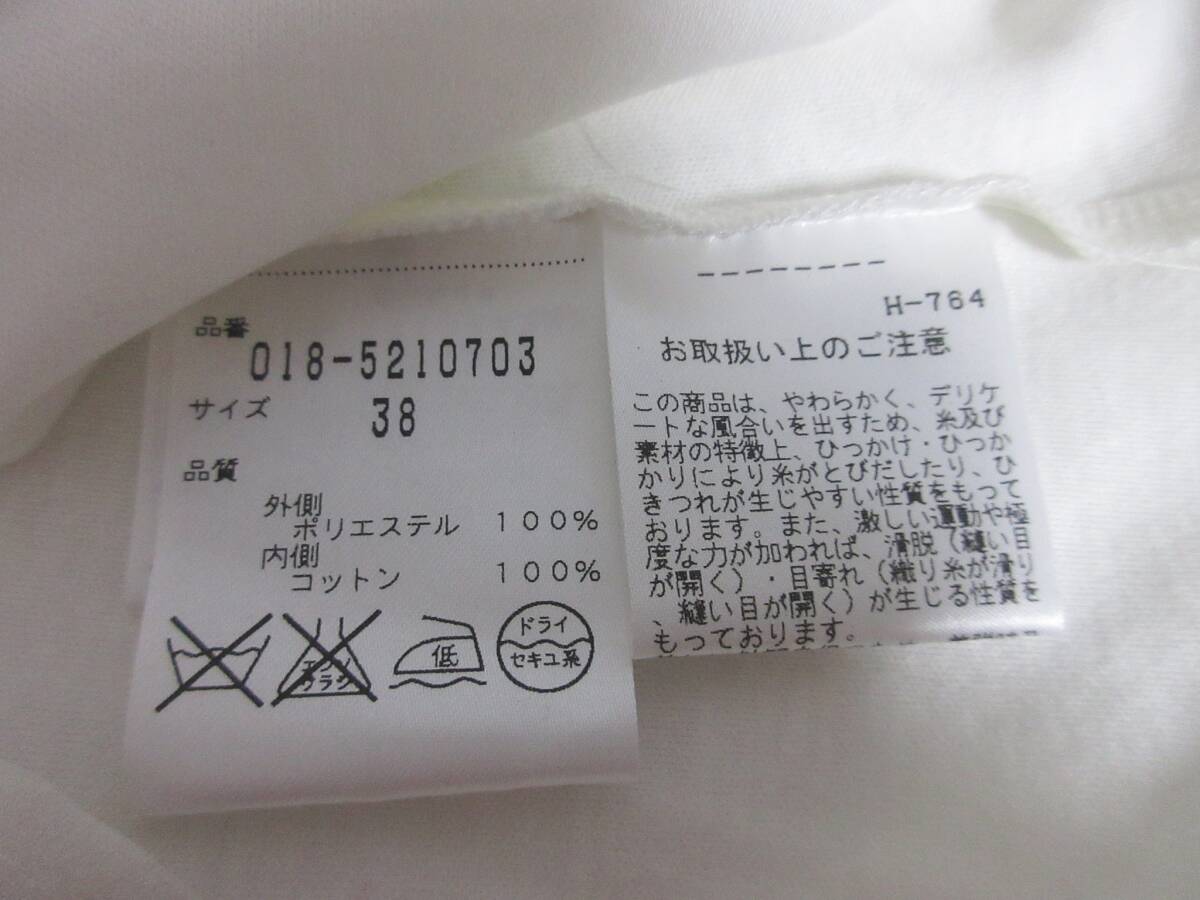 品番
018-5210703
サイズ 38
品質
外側
ポリエステル 100%
内側
コットン 100%
エンソ
サラシ
低
ドライ
セキユ系
--------
H-764
お取扱い上のご注意
この商品は、やわらかく、デリケ
ートな風合いを出すため、糸及び
素材の特徴上、ひっかけ・ひっか
かりにより糸がとびだしたり、ひ
きつれが生じやすい性質をもって
おります。また、激しい運動や極
度な力が加われば、滑脱（縫い目
が開く）・目寄れ（織り糸が滑り
、縫い目が開く）が生じる性質を
もっております。